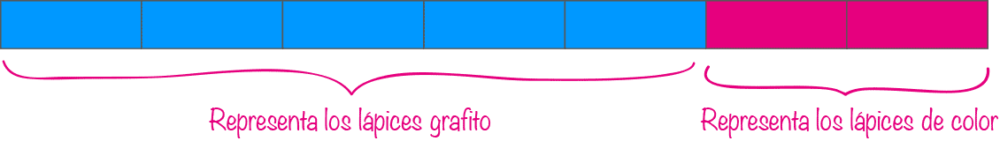 Representa los lápices grafito
Representa los lápices de color